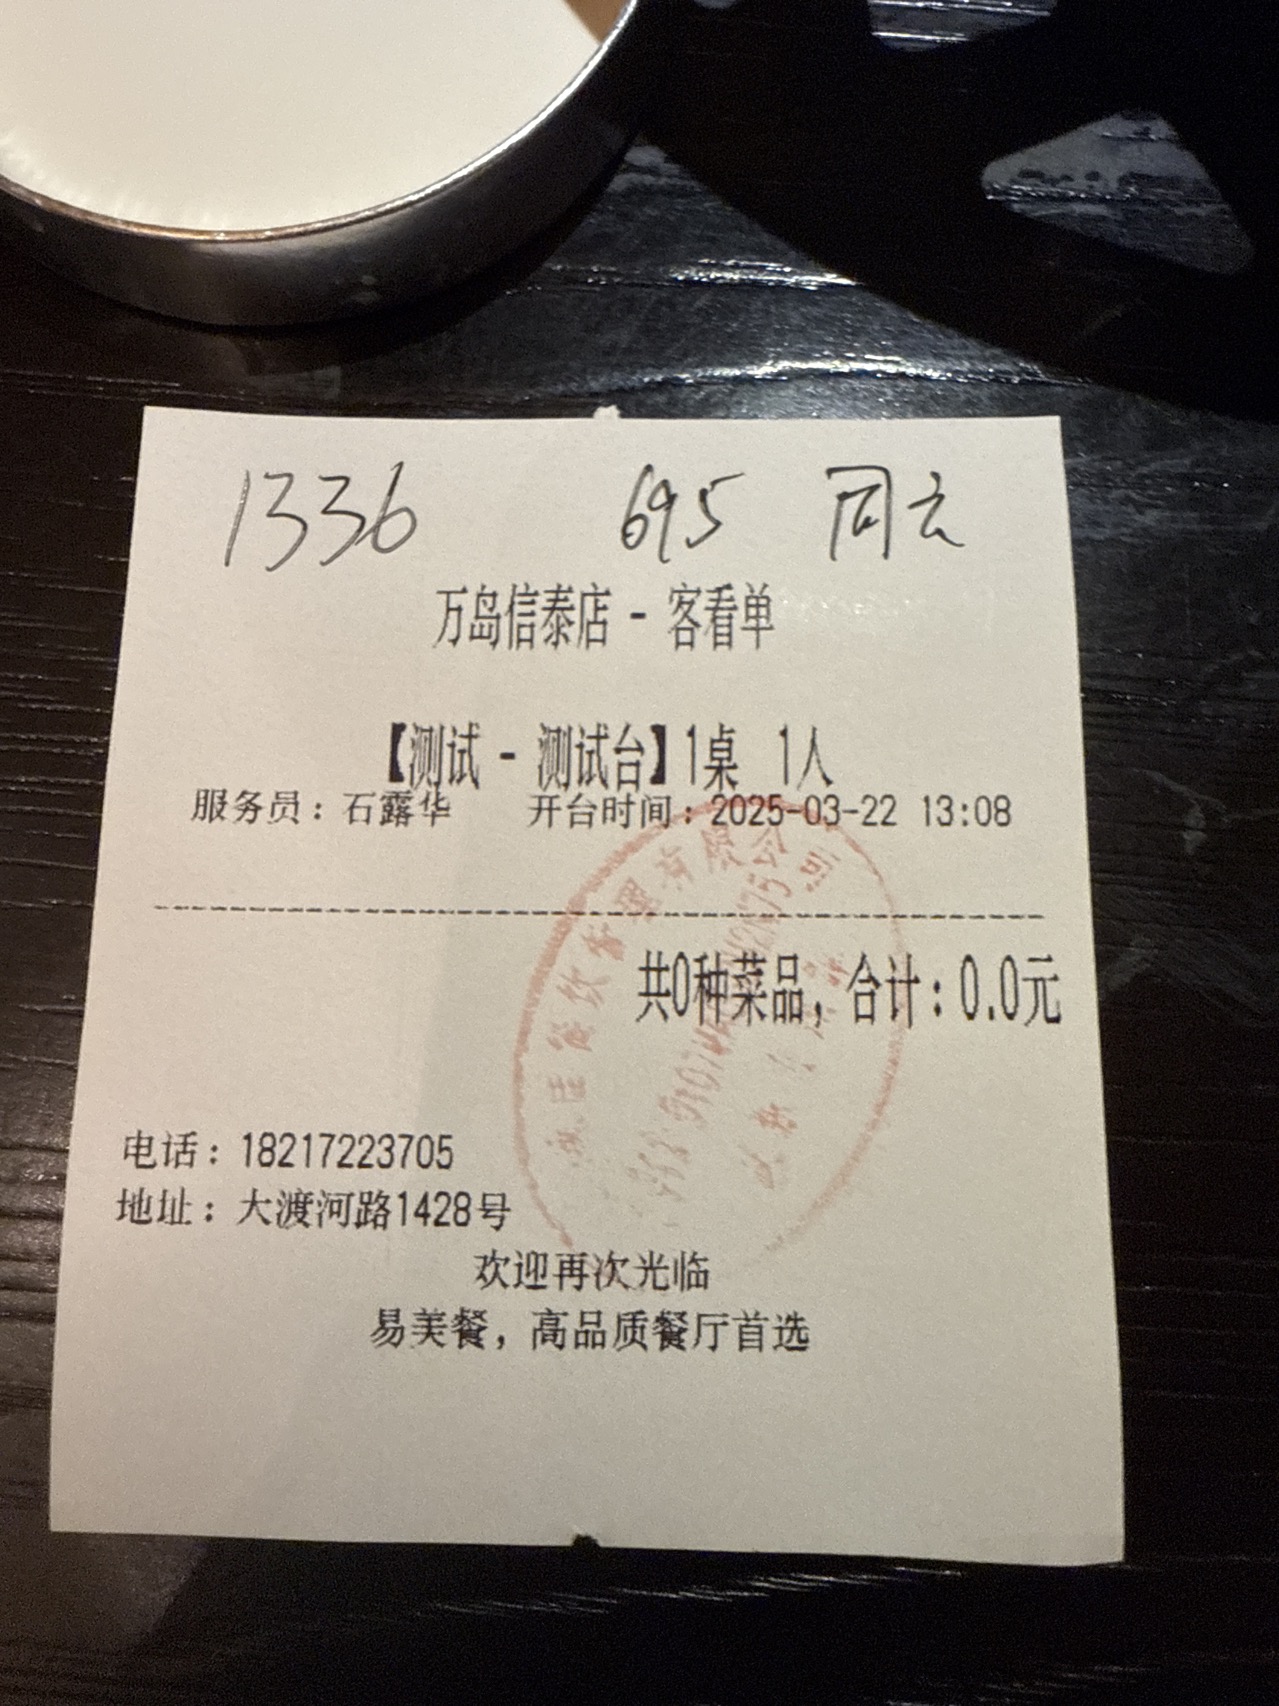 1336 695 同云
万岛信泰店 - 客看单
【测试 - 测试台】1桌 1人
服务员：石露华 开台时间：2025-03-22 13:08
共0种菜品，合计：0.0元
电话：18217223705
地址：大渡河路1428号
欢迎再次光临
易美餐，高品质餐厅首选